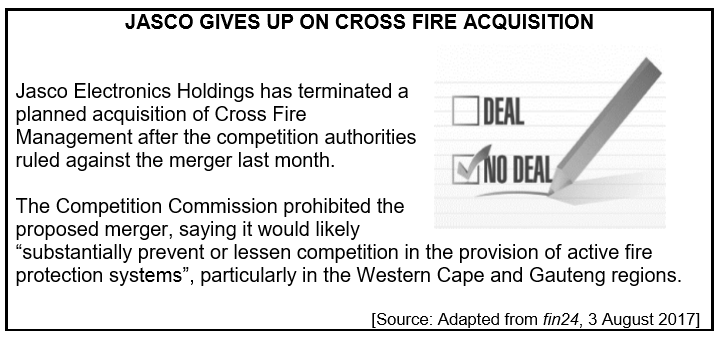 JASCO GIVES UP ON CROSS FIRE ACQUISITION
Jasco Electronics Holdings has terminated a
planned acquisition of Cross Fire
Management after the competition authorities
ruled against the merger last month.
DEAL
NO DEAL
The Competition Commission prohibited the
proposed merger, saying it would likely
“substantially prevent or lessen competition in the provision of active fire
protection systems”, particularly in the Western Cape and Gauteng regions.
[Source: Adapted from fin24, 3 August 2017]